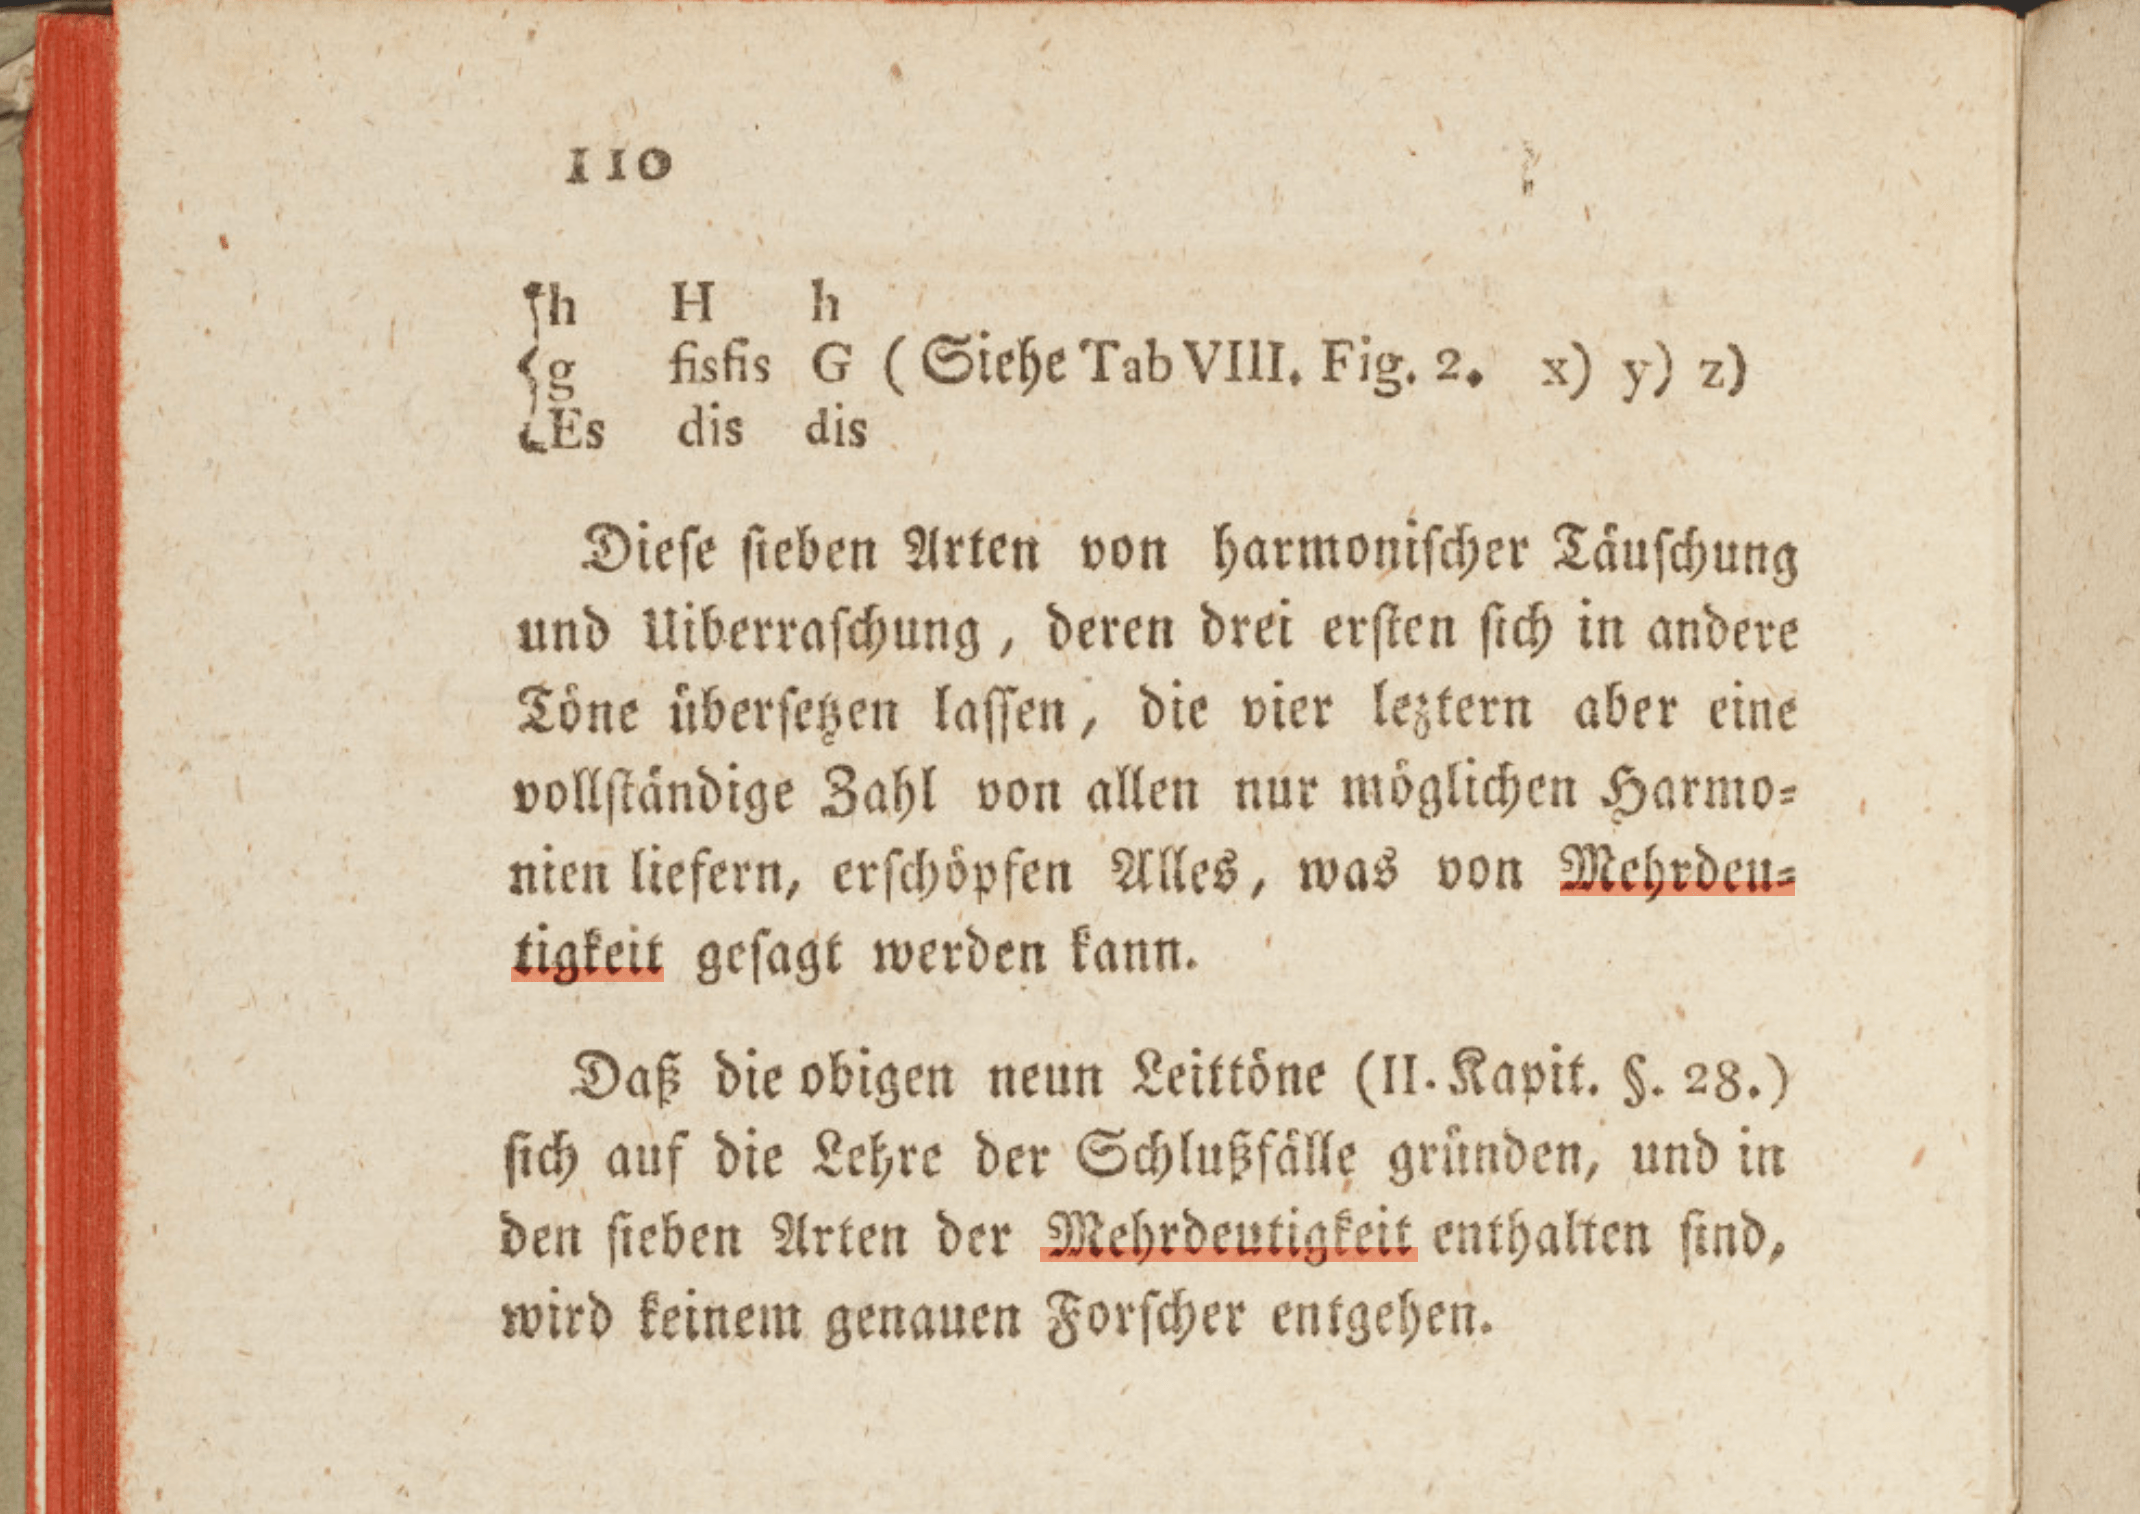 110
h H h
g fisfis G ( Siehe Tab VIII. Fig. 2. x) y) z)
Es dis dis
Dieſe ſieben Arten von harmoniſcher Täuſchung
und Uiberraſchung, deren drei erſten ſich in andere
Töne überſetzen laſſen, die vier leztern aber eine
vollſtändige Zahl von allen nur möglichen Harmo⸗
nien liefern, erſchöpfen Alles, was von Mehrdeu⸗
tigkeit geſagt werden kann.
Daß die obigen neun Leittöne (II. Kapit. §. 28.)
ſich auf die Lehre der Schlußfälle gründen, und in
den ſieben Arten der Mehrdeutigkeit enthalten ſind,
wird keinem genauen Forſcher entgehen.